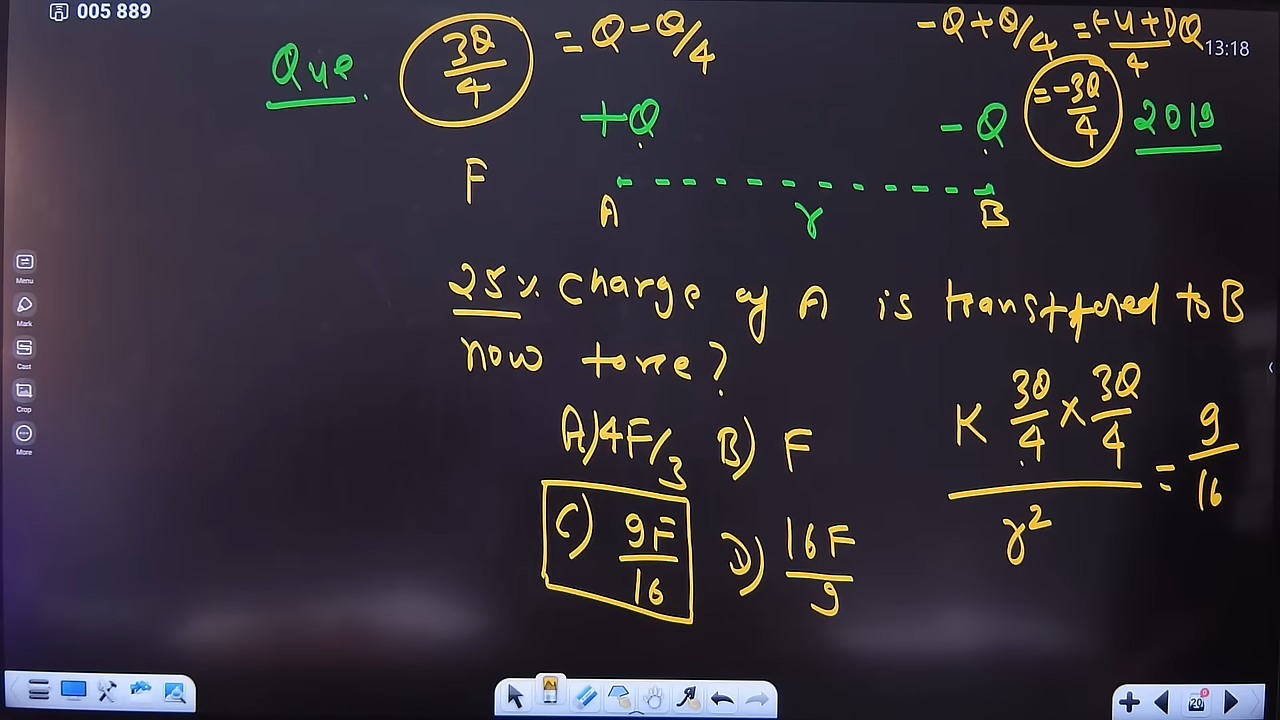 005 889
13:18
Que. 3Q/4 = Q - Q/4
-Q + Q/4 = (-4+1)Q/4
= -3Q/4
+Q
- Q
2019
F
A r B
25% charge of A is transffered to B
now force?
A) 4F/3 B) F
C) 9F/16 D) 16F/9
K 3Q/4 × 3Q/4 / r² = 9/16
Menu
Mark
Cast
Crop
More
20